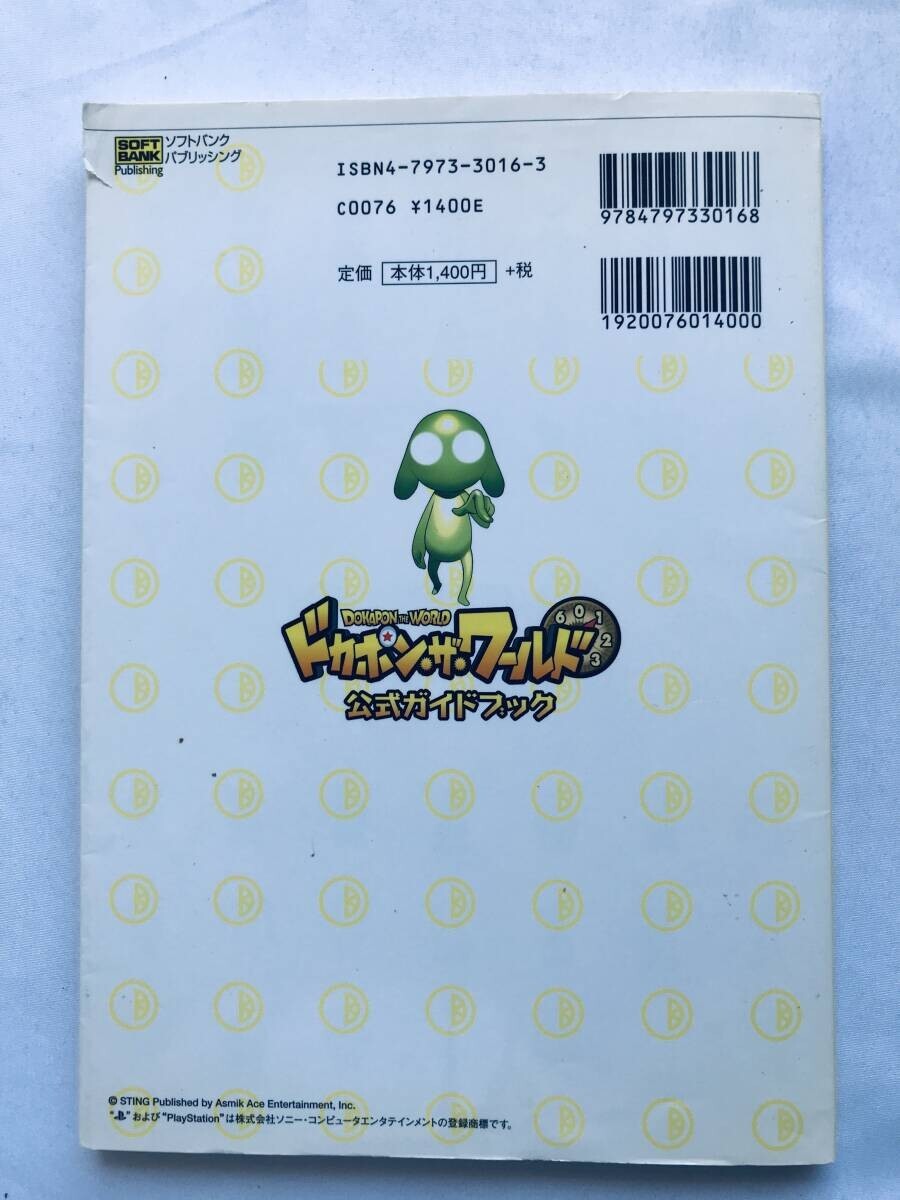 SOFT
BANK
Publishing
ソフトバンク
パブリッシング
ISBN4-7973-3016-3
C0076 ¥1400E
定価 本体1,400円 +税
9784797330168
1920076014000
DOKAPON THE WORLD
ドカポン・ザ・ワールド
6 0 1 2 3
公式ガイドブック
© STING Published by Asmik Ace Entertainment, Inc.
"PS" および "PlayStation" は株式会社ソニー・コンピュータエンタテインメントの登録商標です。